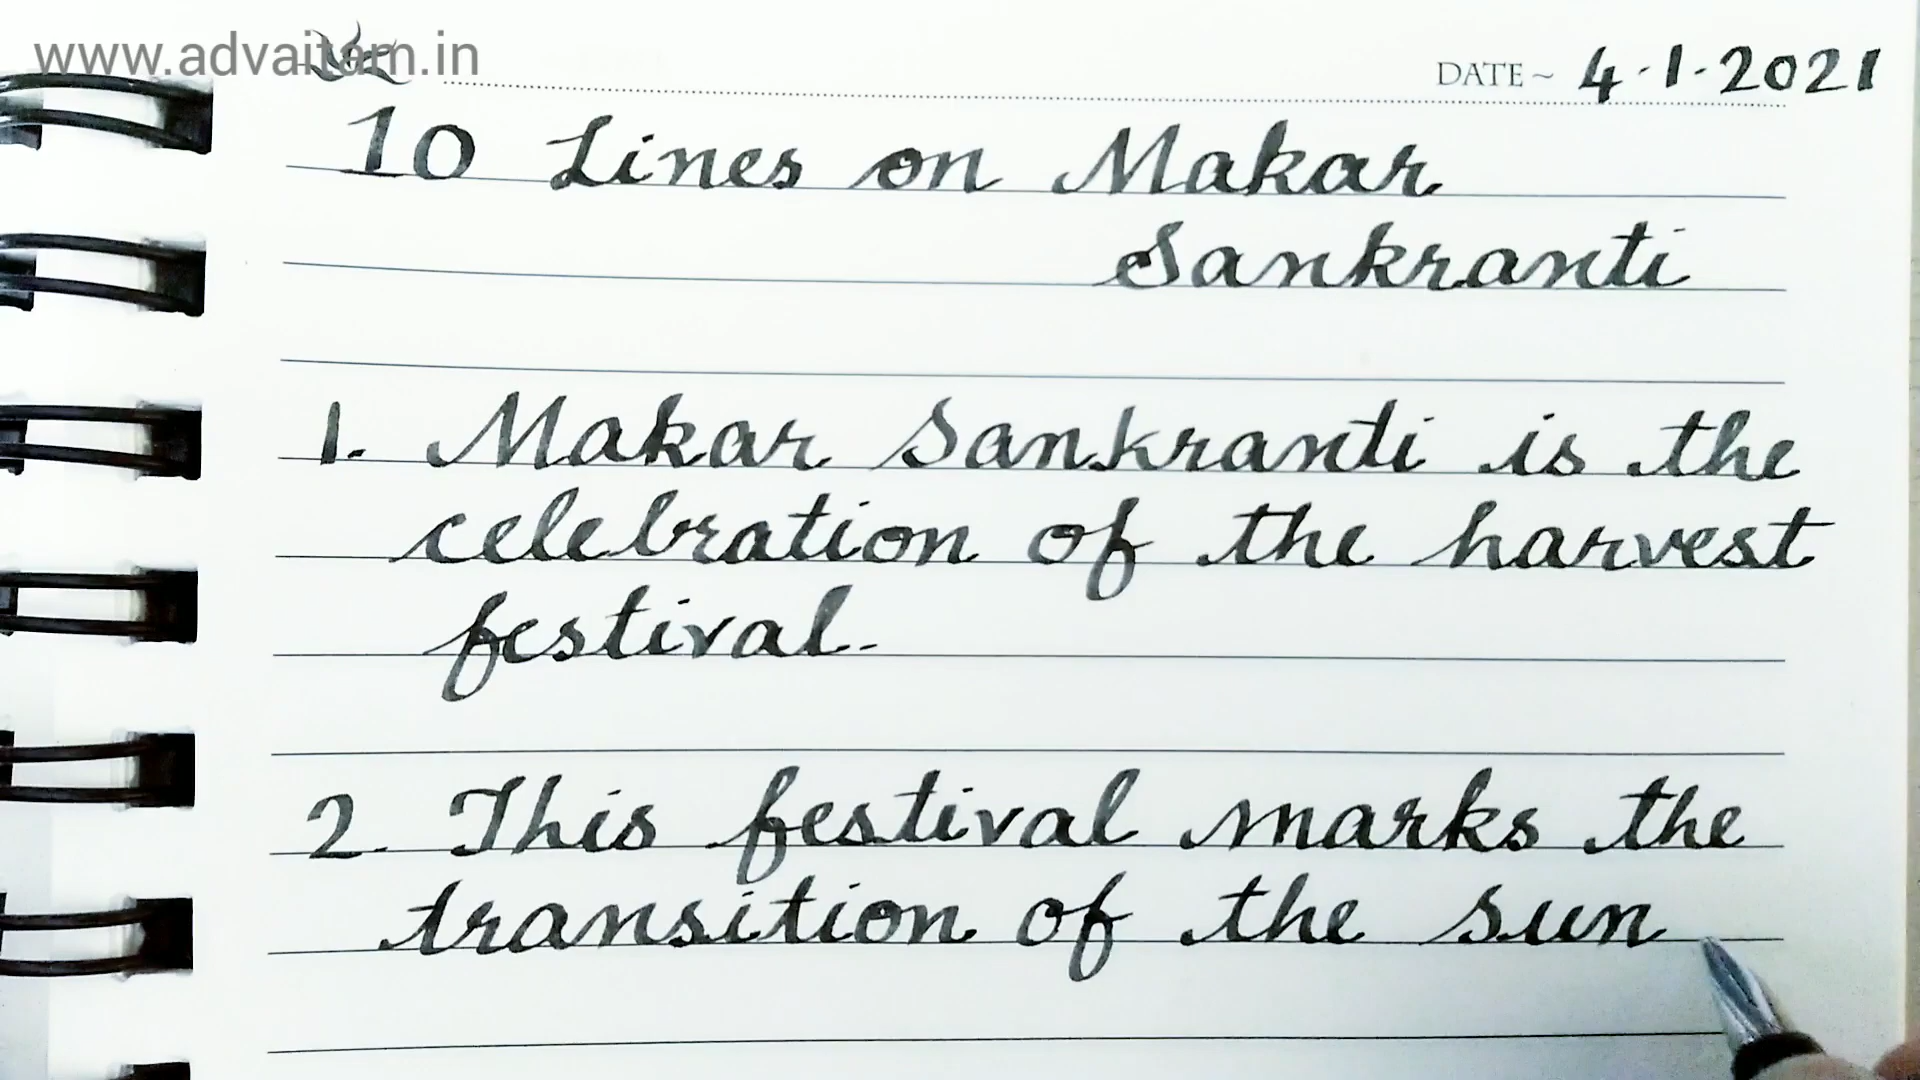 www.advaitam.in
DATE~ 4.1.2021
10 Lines on Makar
Sankranti
1. Makar Sankranti is the
celebration of the harvest
festival.
2. This festival marks the
transition of the sun